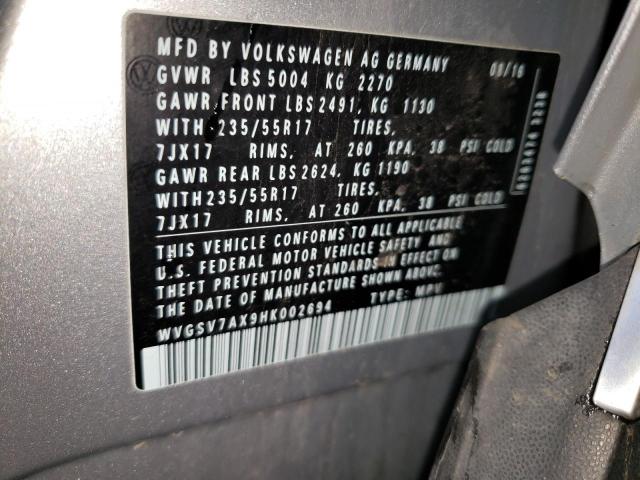 MFD BY VOLKSWAGEN AG GERMANY 08/16
GVWR LBS 5004 KG 2270
GAWR FRONT LBS 2491, KG 1130
WITH 235/55R17 TIRES,
7JX17 RIMS, AT 260 KPA, 38 PSI COLD
GAWR REAR LBS 2624, KG 1190
WITH 235/55R17 TIRES,
7JX17 RIMS, AT 260 KPA, 38 PSI COLD
THIS VEHICLE CONFORMS TO ALL APPLICABLE
U.S. FEDERAL MOTOR VEHICLE SAFETY AND
THEFT PREVENTION STANDARDS IN EFFECT ON
THE DATE OF MANUFACTURE SHOWN ABOVE.
WVGSV7AX9HK002694 TYPE: MPV